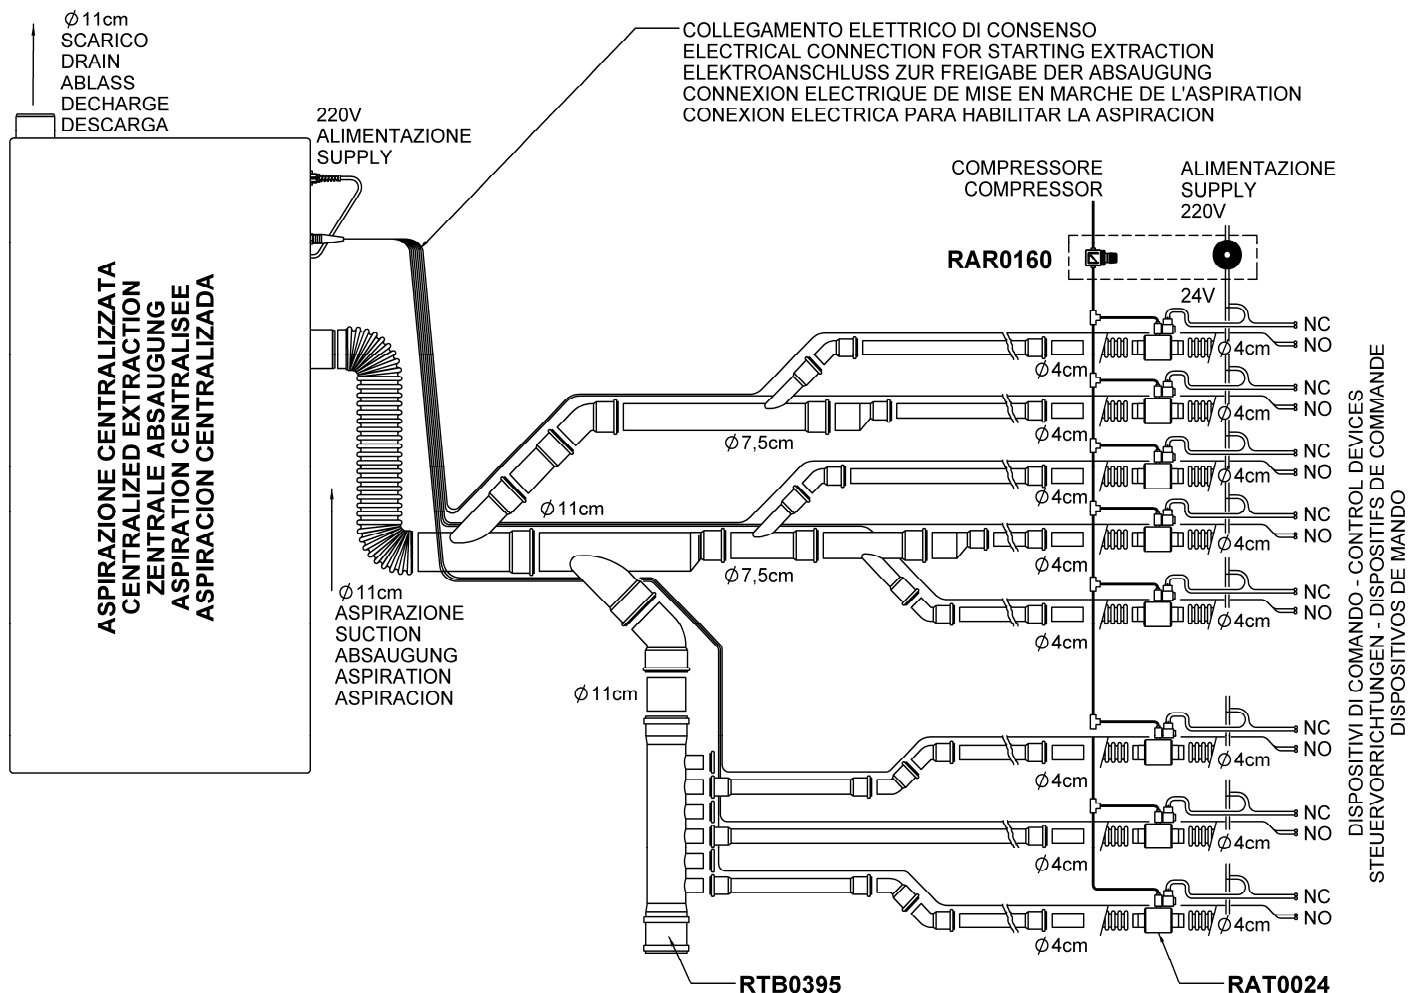 Ø11cm
SCARICO
DRAIN
ABLASS
DECHARGE
DESCARGA
220V
ALIMENTAZIONE
SUPPLY
COLLEGAMENTO ELETTRICO DI CONSENSO
ELECTRICAL CONNECTION FOR STARTING EXTRACTION
ELEKTROANSCHLUSS ZUR FREIGABE DER ABSAUGUNG
CONNEXION ELECTRIQUE DE MISE EN MARCHE DE L'ASPIRATION
CONEXION ELECTRICA PARA HABILITAR LA ASPIRACION
COMPRESSORE
COMPRESSOR
ALIMENTAZIONE
SUPPLY
220V
RAR0160
24V
ASPIRAZIONE CENTRALIZZATA
CENTRALIZED EXTRACTION
ZENTRALE ABSAUGUNG
ASPIRATION CENTRALISEE
ASPIRACION CENTRALIZADA
NC
NO
Ø4cm
Ø4cm
NC
NO
Ø4cm
Ø4cm
Ø7,5cm
NC
NO
Ø4cm
Ø4cm
Ø11cm
NC
NO
Ø4cm
Ø4cm
Ø7,5cm
NC
NO
Ø4cm
Ø4cm
Ø11cm
ASPIRAZIONE
SUCTION
ABSAUGUNG
ASPIRATION
ASPIRACION
Ø11cm
NC
NO
Ø4cm
Ø4cm
NC
NO
Ø4cm
Ø4cm
NC
NO
Ø4cm
Ø4cm
DISPOSITIVI DI COMANDO - CONTROL DEVICES
STEUERVORRICHTUNGEN - DISPOSITIFS DE COMMANDE
DISPOSITIVOS DE MANDO
RTB0395
RAT0024